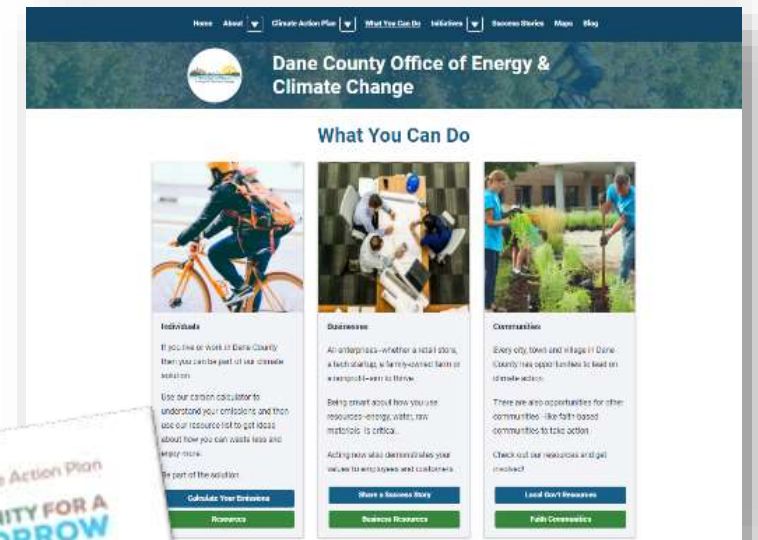 Home About Climate Action Plan What You Can Do Initiatives Success Stories Maps Blog
Dane County Office of Energy &
Climate Change
What You Can Do
Individuals
If you live or work in Dane County
then you can be part of our climate
solution.
Use our carbon calculator to
understand your emissions and then
use our resource list to get ideas
about how you can waste less and
enjoy more.
Be part of the solution.
Calculate Your Emissions
Resources
Businesses
All enterprises–whether a retail store,
a tech startup, a family-owned farm or
a nonprofit–aim to thrive.
Being smart about how you use
resources–energy, water, raw
materials–is critical.
Acting now also demonstrates your
values to employees and customers.
Share a Success Story
Business Resources
Communities
Every city, town and village in Dane
County has opportunities to lead on
climate action.
There are also opportunities for other
communities–like faith-based
communities to take action.
Check out our resources and get
involved!
Local Gov't Resources
Faith Communities
Action Plan
FOR A